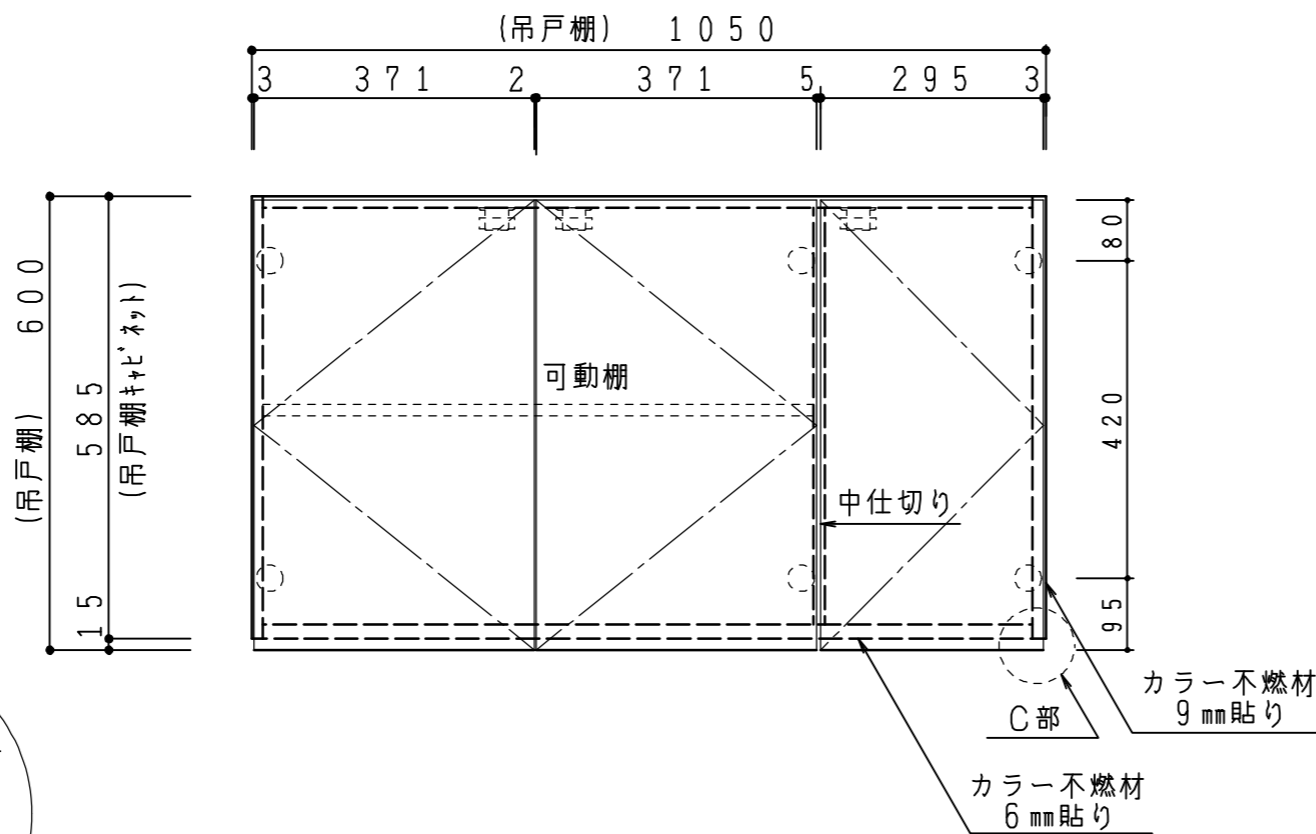 (吊戸棚) 1050
3 371 2 371 5 295 3
(吊戸棚) 600
585
(吊戸棚キャビネット)
15
80
420
95
可動棚
中仕切り
C部
カラー不燃材
9㎜貼り
カラー不燃材
6㎜貼り